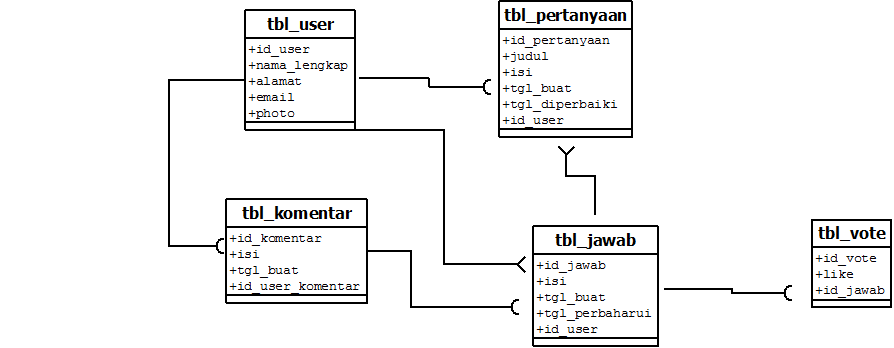 tbl_user
+id_user
+nama_lengkap
+alamat
+email
+photo
tbl_pertanyaan
+id_pertanyaan
+judul
+isi
+tgl_buat
+tgl_diperbaiki
+id_user
tbl_komentar
+id_komentar
+isi
+tgl_buat
+id_user_komentar
tbl_jawab
+id_jawab
+isi
+tgl_buat
+tgl_perbaharui
+id_user
tbl_vote
+id_vote
+like
+id_jawab